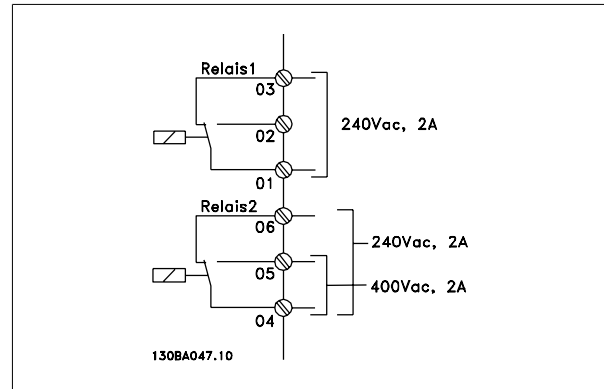 Relais1
03
02
240Vac, 2A
01
Relais2
06
240Vac, 2A
05
400Vac, 2A
04
130BA047.10